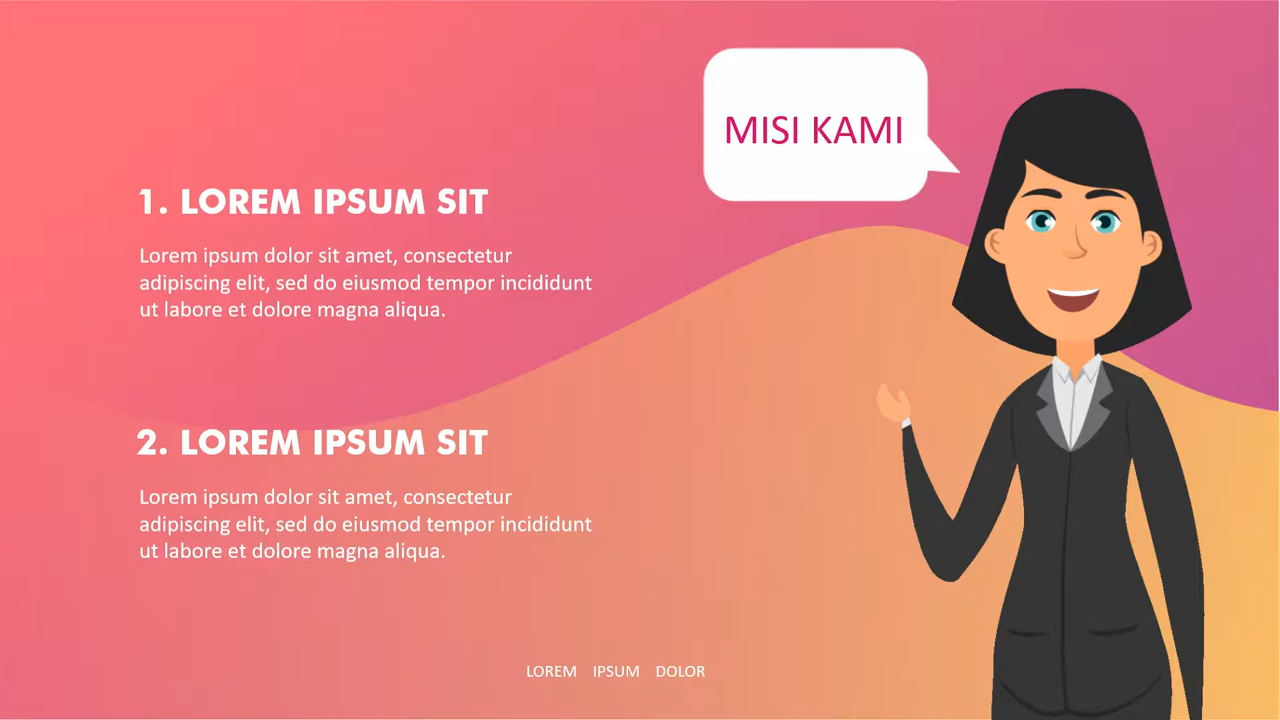 MISI KAMI
1. LOREM IPSUM SIT
Lorem ipsum dolor sit amet, consectetur
adipiscing elit, sed do eiusmod tempor incididunt
ut labore et dolore magna aliqua.
2. LOREM IPSUM SIT
Lorem ipsum dolor sit amet, consectetur
adipiscing elit, sed do eiusmod tempor incididunt
ut labore et dolore magna aliqua.
LOREM IPSUM DOLOR